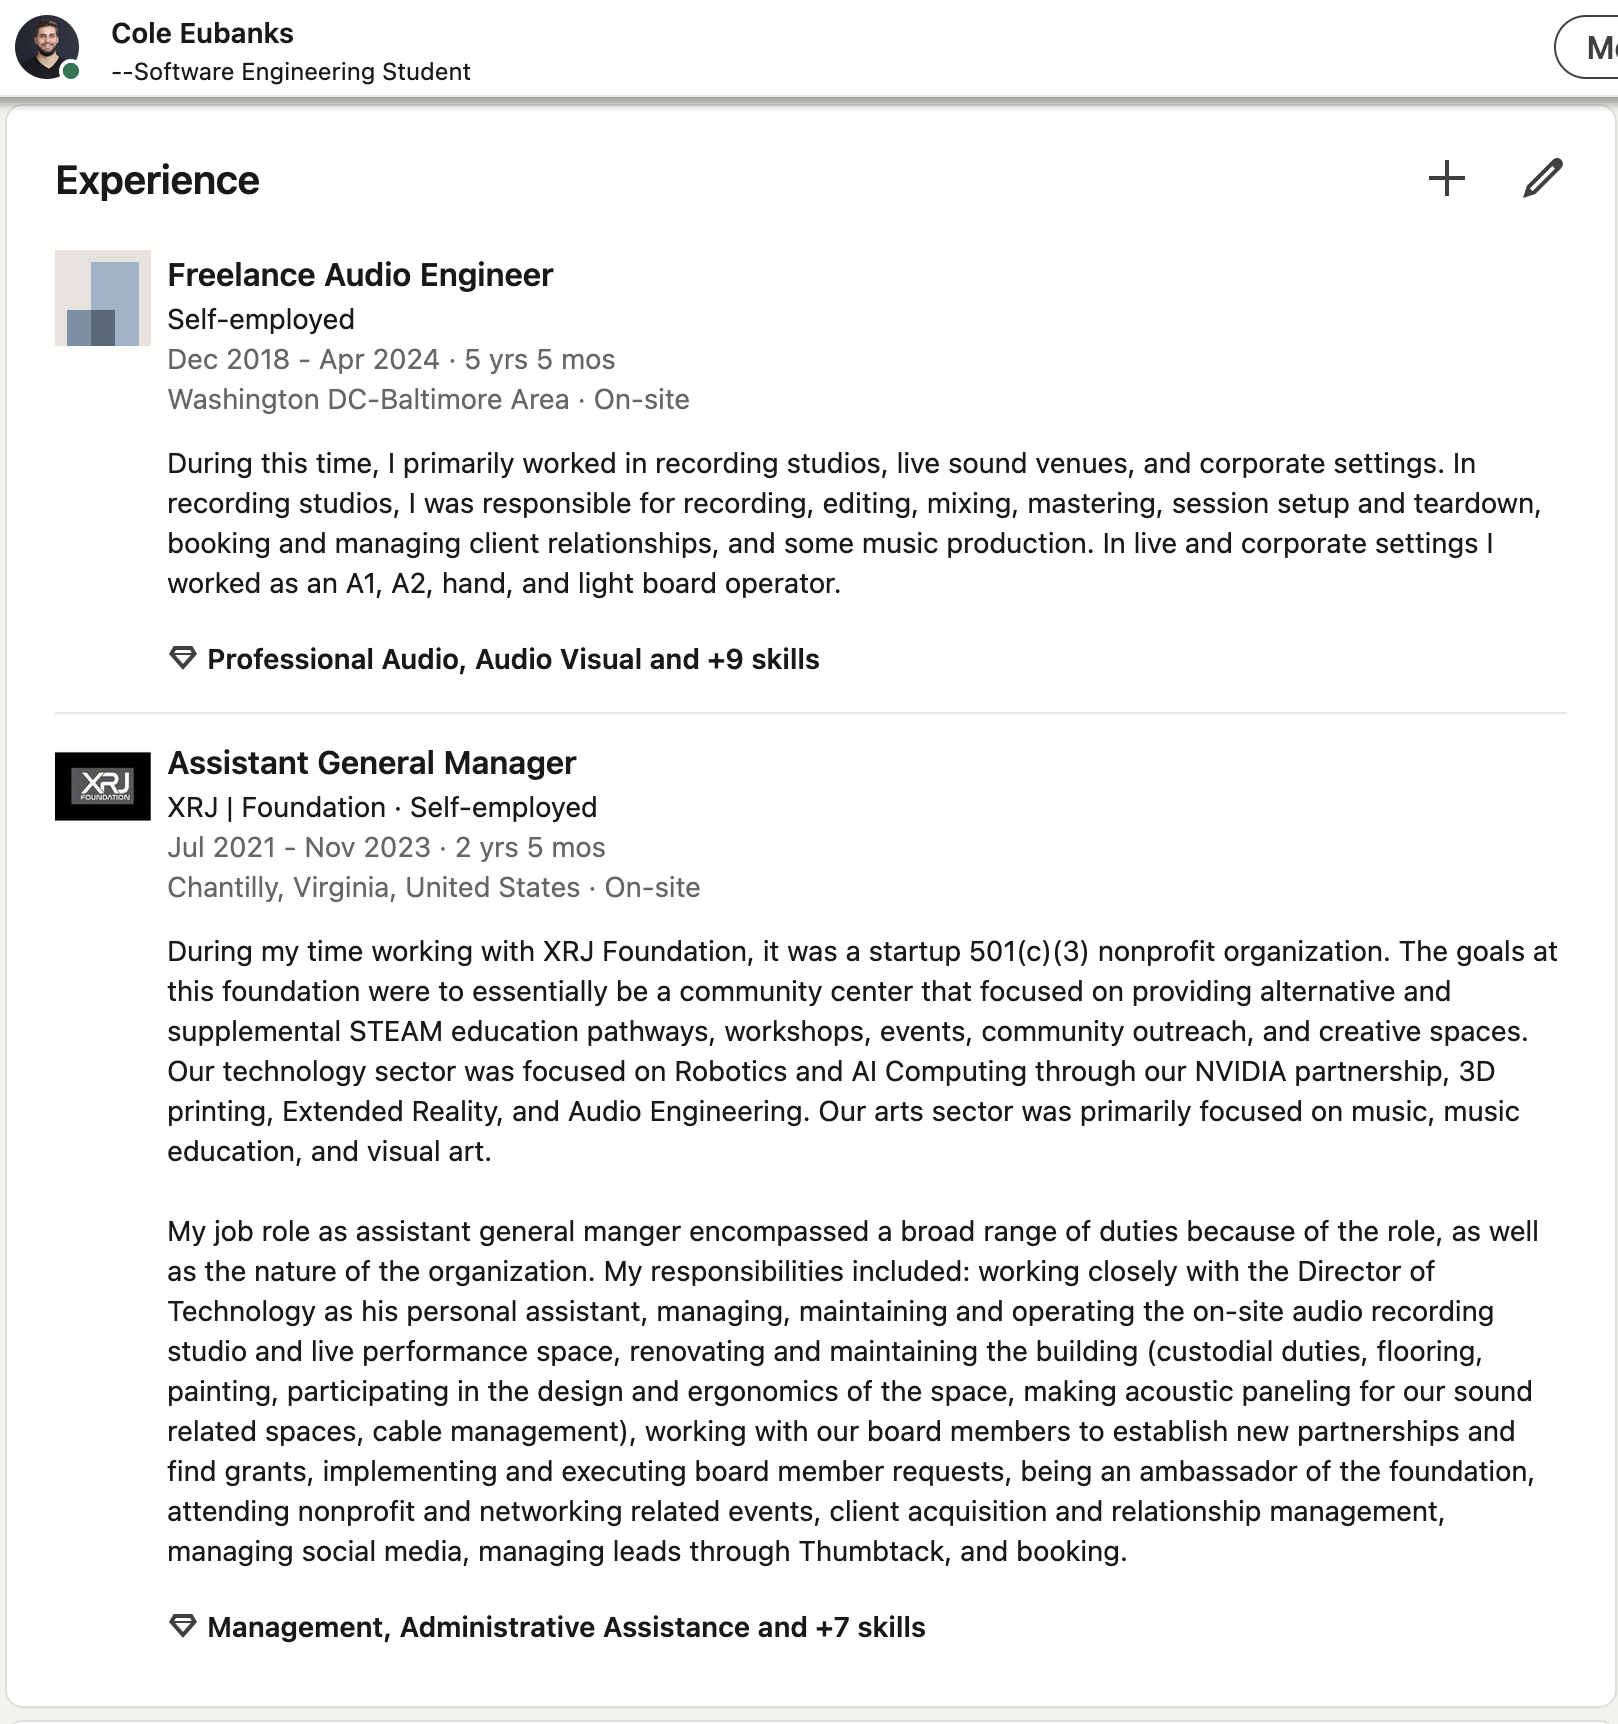 Cole Eubanks
--Software Engineering Student
Experience
Freelance Audio Engineer
Self-employed
Dec 2018 - Apr 2024 · 5 yrs 5 mos
Washington DC-Baltimore Area · On-site
During this time, I primarily worked in recording studios, live sound venues, and corporate settings. In
recording studios, I was responsible for recording, editing, mixing, mastering, session setup and teardown,
booking and managing client relationships, and some music production. In live and corporate settings I
worked as an A1, A2, hand, and light board operator.
Professional Audio, Audio Visual and +9 skills
XRJ
FOUNDATION
Assistant General Manager
XRJ | Foundation · Self-employed
Jul 2021 - Nov 2023 · 2 yrs 5 mos
Chantilly, Virginia, United States · On-site
During my time working with XRJ Foundation, it was a startup 501(c)(3) nonprofit organization. The goals at
this foundation were to essentially be a community center that focused on providing alternative and
supplemental STEAM education pathways, workshops, events, community outreach, and creative spaces.
Our technology sector was focused on Robotics and AI Computing through our NVIDIA partnership, 3D
printing, Extended Reality, and Audio Engineering. Our arts sector was primarily focused on music, music
education, and visual art.
My job role as assistant general manger encompassed a broad range of duties because of the role, as well
as the nature of the organization. My responsibilities included: working closely with the Director of
Technology as his personal assistant, managing, maintaining and operating the on-site audio recording
studio and live performance space, renovating and maintaining the building (custodial duties, flooring,
painting, participating in the design and ergonomics of the space, making acoustic paneling for our sound
related spaces, cable management), working with our board members to establish new partnerships and
find grants, implementing and executing board member requests, being an ambassador of the foundation,
attending nonprofit and networking related events, client acquisition and relationship management,
managing social media, managing leads through Thumbtack, and booking.
Management, Administrative Assistance and +7 skills